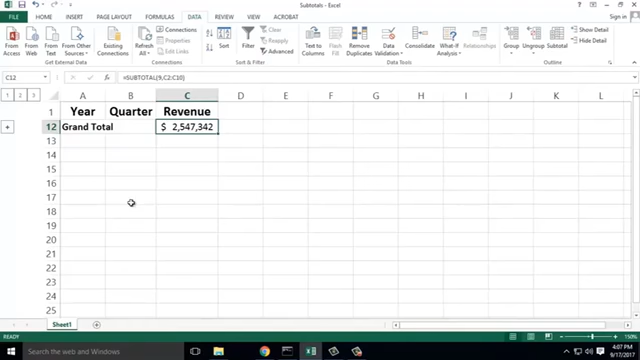 Subtotals - Excel
FILE HOME INSERT PAGE LAYOUT FORMULAS DATA REVIEW VIEW ACROBAT
Sign in
From Access From Web From Text From Other Sources Existing Connections Refresh All Connections Properties Edit Links Sort Filter Clear Reapply Advanced Text to Columns Remove Duplicates Data Validation Consolidate What-If Analysis Relationships Show Detail Hide Detail
Get External Data Connections Sort & Filter Data Tools Outline
C12 fx =SUBTOTAL(9,C2:C10)
1 2 3 A B C D E F G H I J K L
1 Year Quarter Revenue
12 Grand Total $ 2,547,342
13
14
15
16
17
18
19
20
21
22
23
24
25
Sheet1
READY 150%
Search the web and Windows
4:07 PM
9/17/2017